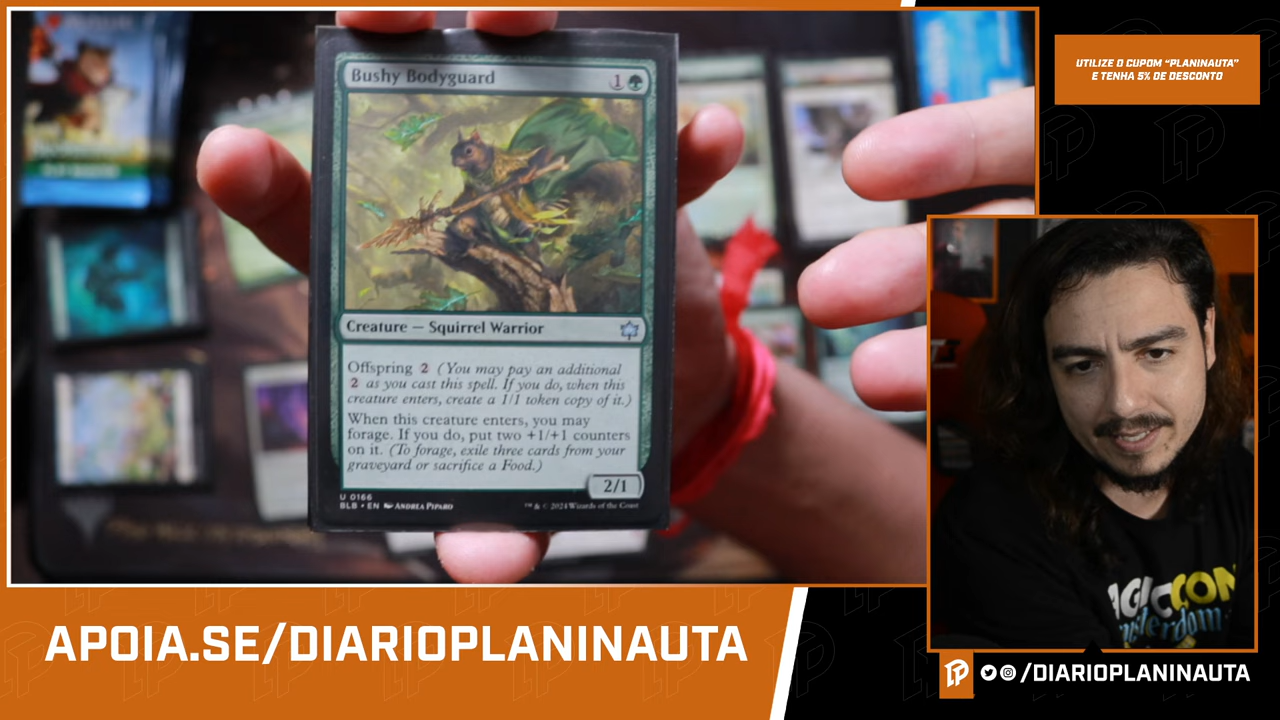 UTILIZE O CUPOM “PLANINAUTA”
E TENHA 5% DE DESCONTO
Bushy Bodyguard 1
Creature — Squirrel Warrior
Offspring 2 (You may pay an additional
2 as you cast this spell. If you do, when this
creature enters, create a 1/1 token copy of it.)
When this creature enters, you may
forage. If you do, put two +1/+1 counters
on it. (To forage, exile three cards from your
graveyard or sacrifice a Food.)
2/1
U 0166
BLB • EN ANDREA PIPARO
™ & © 2024 Wizards of the Coast
APOIA.SE/DIARIOPLANINAUTA
/DIARIOPLANINAUTA